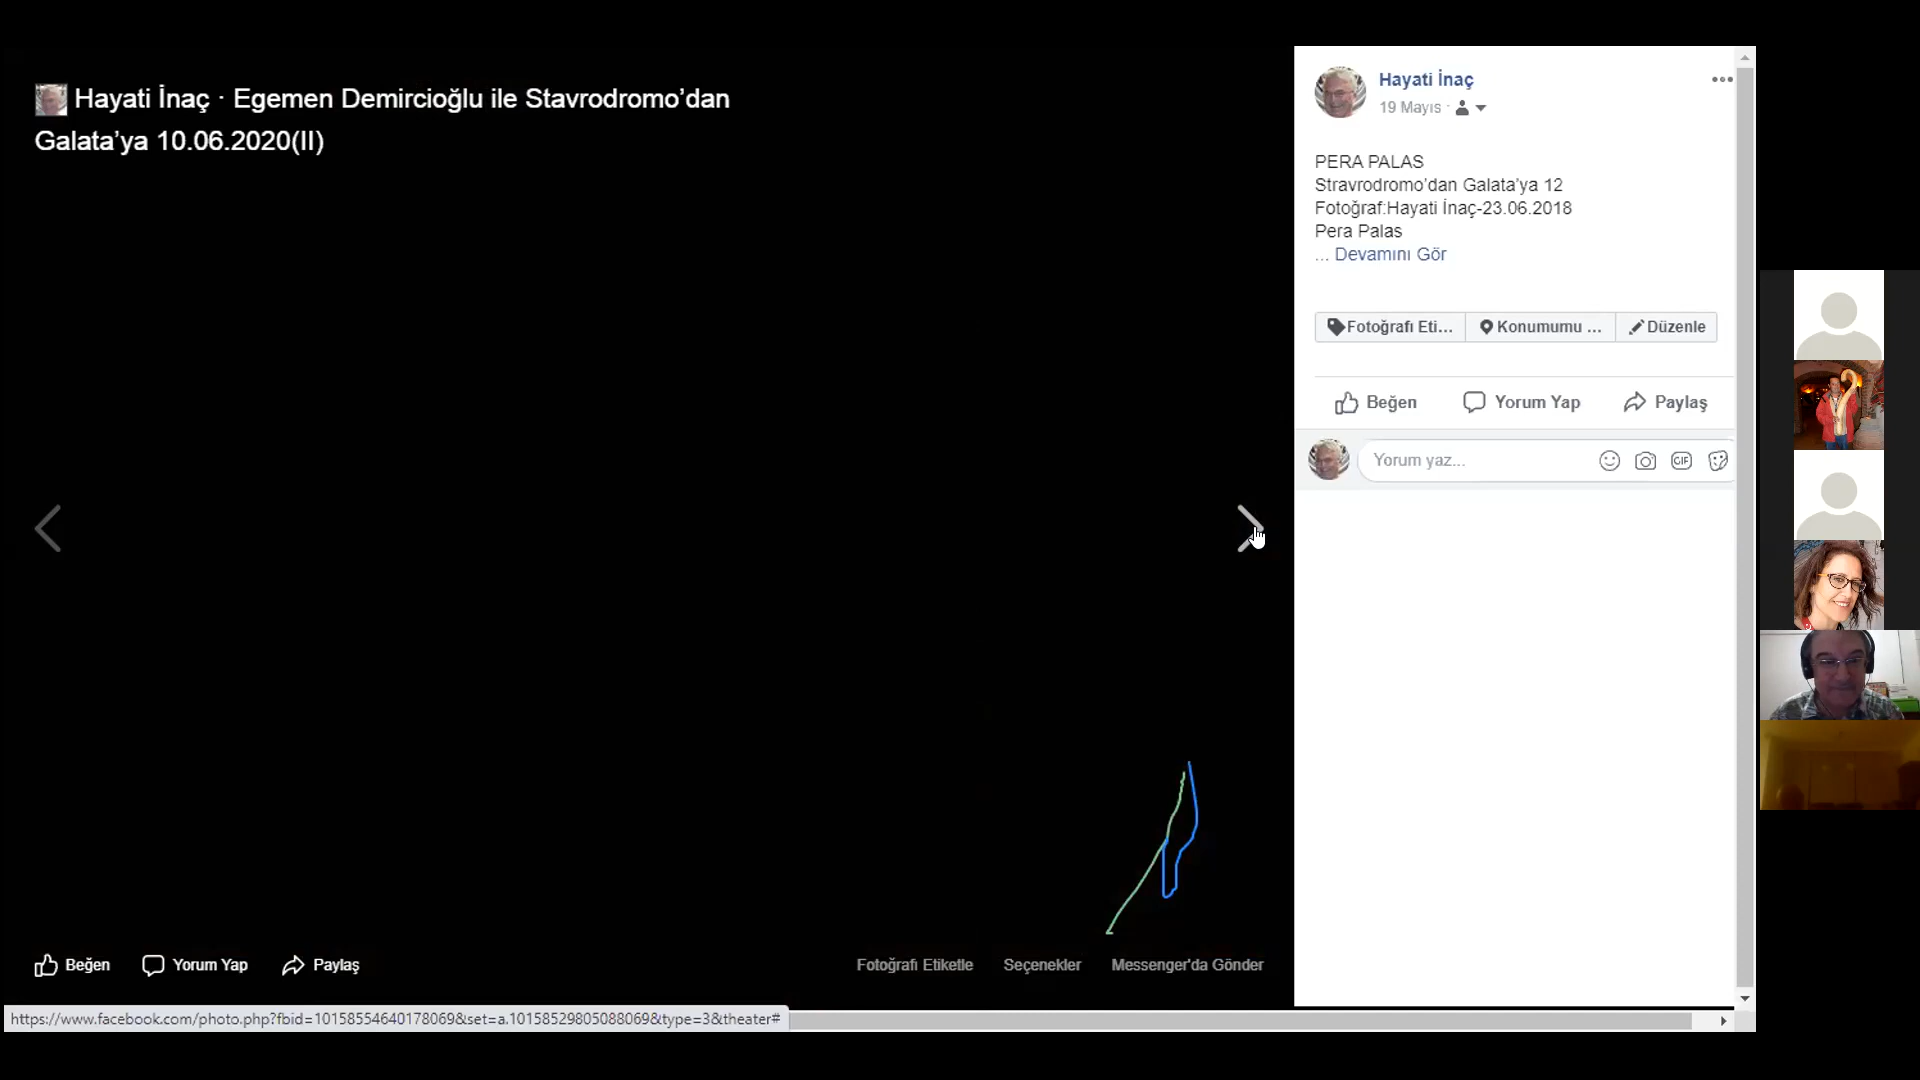 Hayati İnaç · Egemen Demircioğlu ile Stavrodromo’dan
Galata’ya 10.06.2020(II)
Hayati İnaç
19 Mayıs ·
PERA PALAS
Stravrodromo’dan Galata’ya 12
Fotoğraf:Hayati İnaç-23.06.2018
Pera Palas
... Devamını Gör
Fotoğrafı Eti... Konumumu ... Düzenle
Beğen Yorum Yap Paylaş
Yorum yaz...
GIF
Beğen Yorum Yap Paylaş
Fotoğrafı Etiketle Seçenekler Messenger'da Gönder
https://www.facebook.com/photo.php?fbid=10158554640178069&set=a.10158529805088069&type=3&theater#